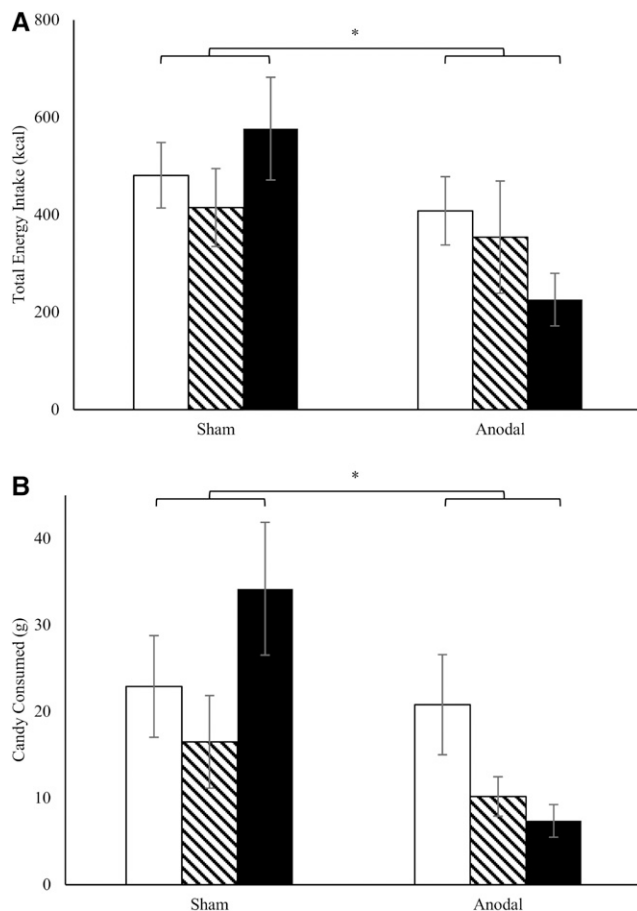 A
800
*
600
Total Energy Intake (kcal)
400
200
0
Sham
Anodal
B
*
40
30
Candy Consumed (g)
20
10
0
Sham
Anodal